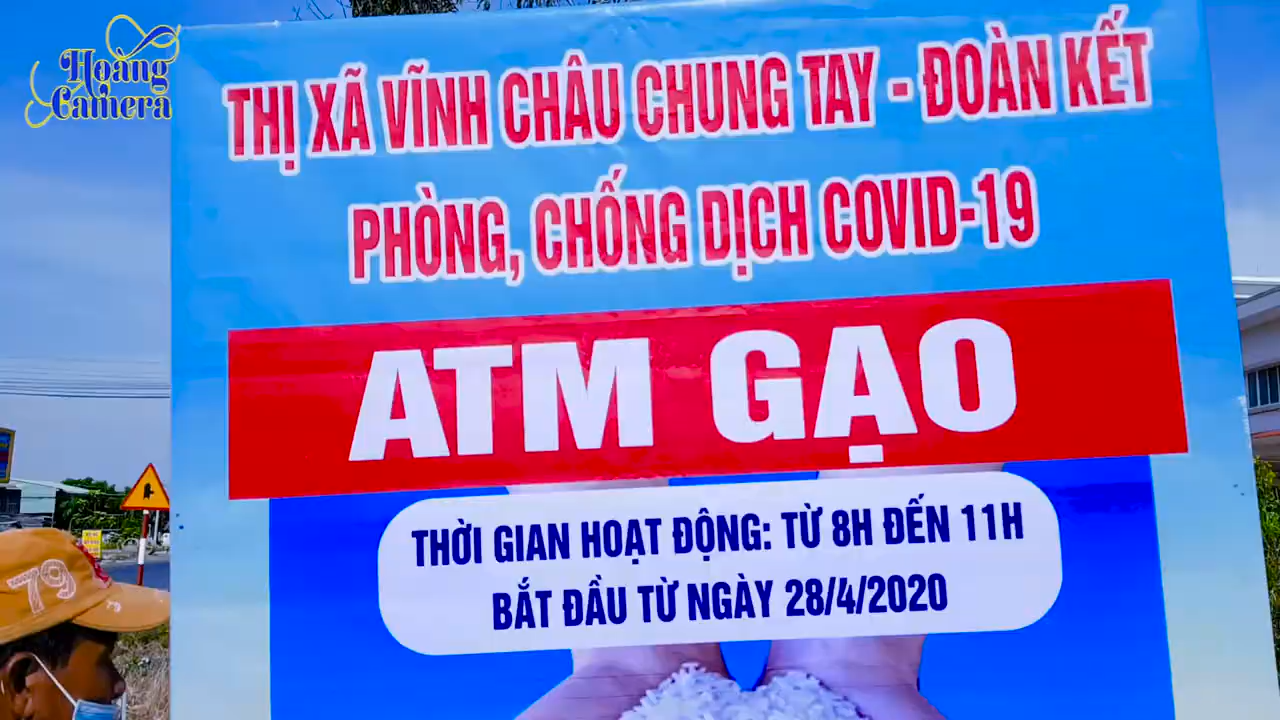 Hoàng
Camera
THỊ XÃ VĨNH CHÂU CHUNG TAY - ĐOÀN KẾT
PHÒNG, CHỐNG DỊCH COVID-19
ATM GẠO
THỜI GIAN HOẠT ĐỘNG: TỪ 8H ĐẾN 11H
BẮT ĐẦU TỪ NGÀY 28/4/2020
79